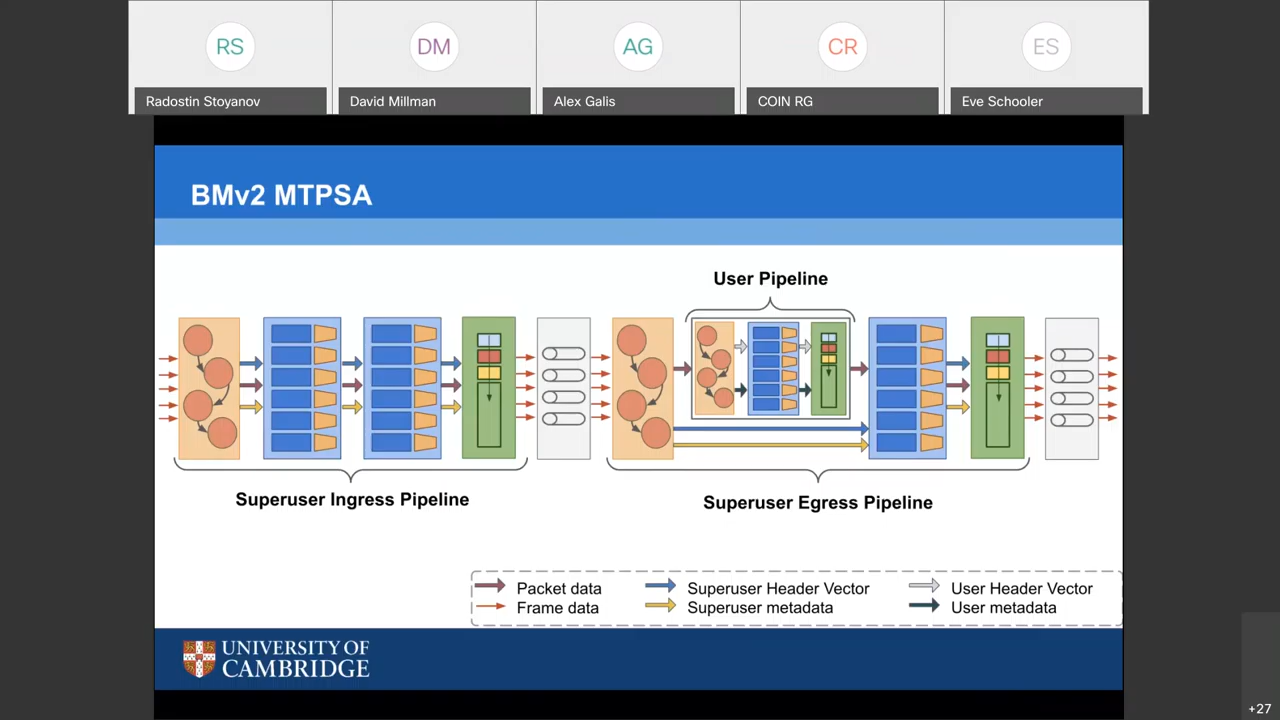 RS
DM
AG
CR
ES
Radostin Stoyanov
David Millman
Alex Galis
COIN RG
Eve Schooler
BMv2 MTPSA
User Pipeline
Superuser Ingress Pipeline
Superuser Egress Pipeline
Packet data
Superuser Header Vector
User Header Vector
Frame data
Superuser metadata
User metadata
UNIVERSITY OF
CAMBRIDGE
+27